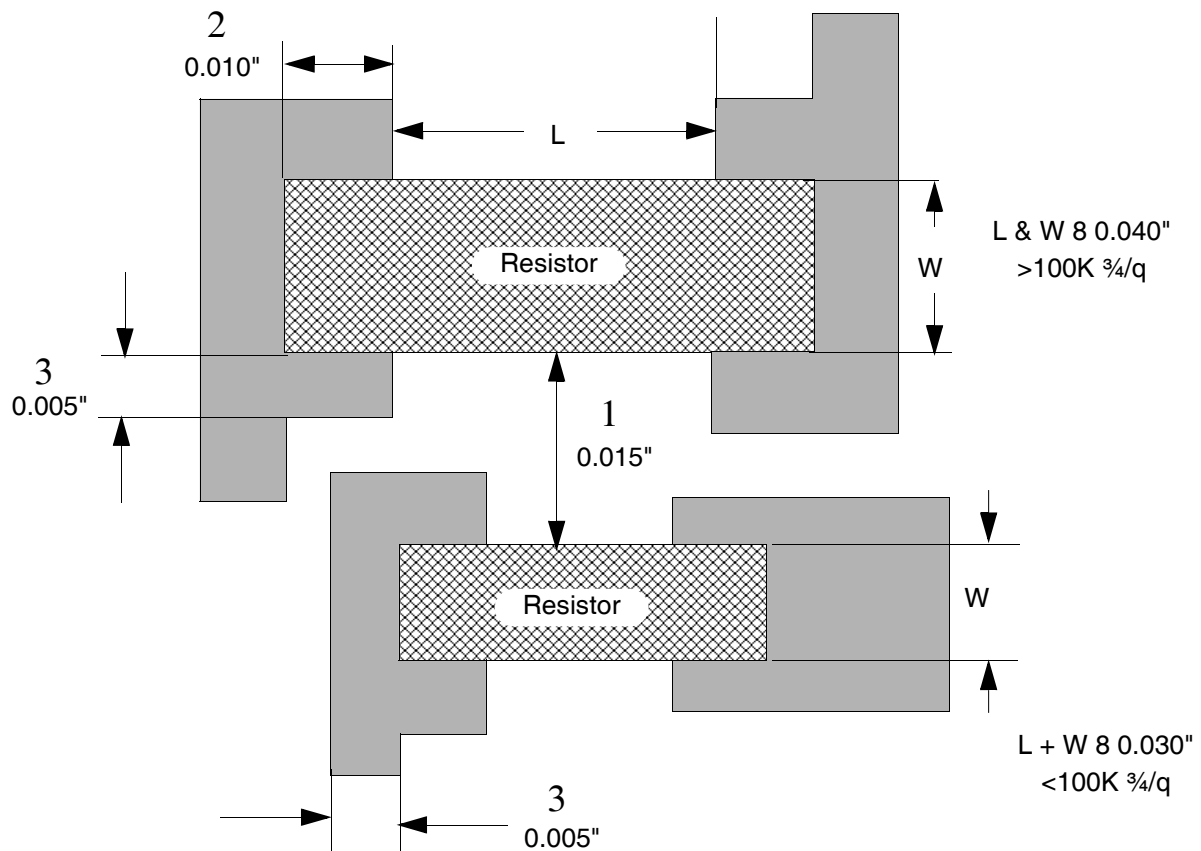 2
0.010"
L
Resistor
W
L & W 8 0.040"
>100K ¾/q
3
0.005"
1
0.015"
Resistor
W
L + W 8 0.030"
<100K ¾/q
3
0.005"